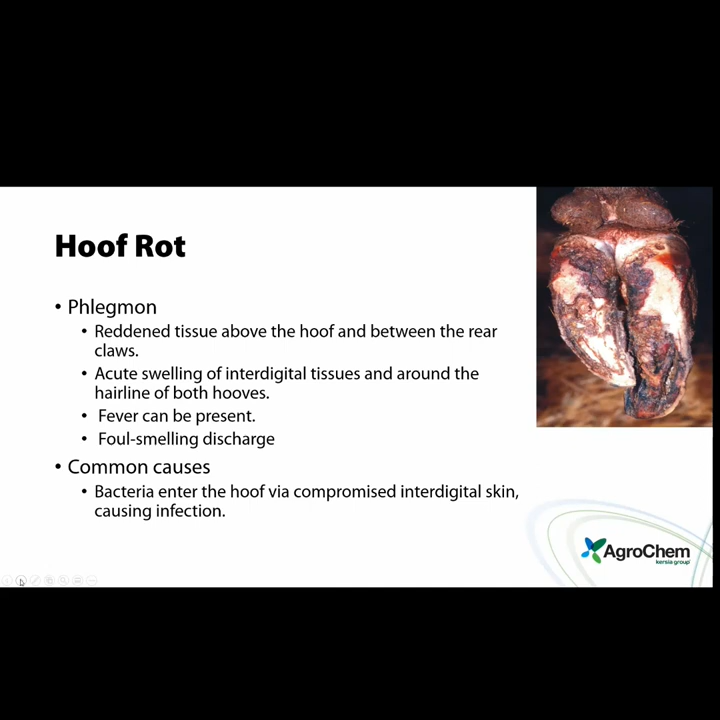 Hoof Rot
• Phlegmon
• Reddened tissue above the hoof and between the rear
claws.
• Acute swelling of interdigital tissues and around the
hairline of both hooves.
• Fever can be present.
• Foul-smelling discharge
• Common causes
• Bacteria enter the hoof via compromised interdigital skin,
causing infection.
AgroChem
kersia group